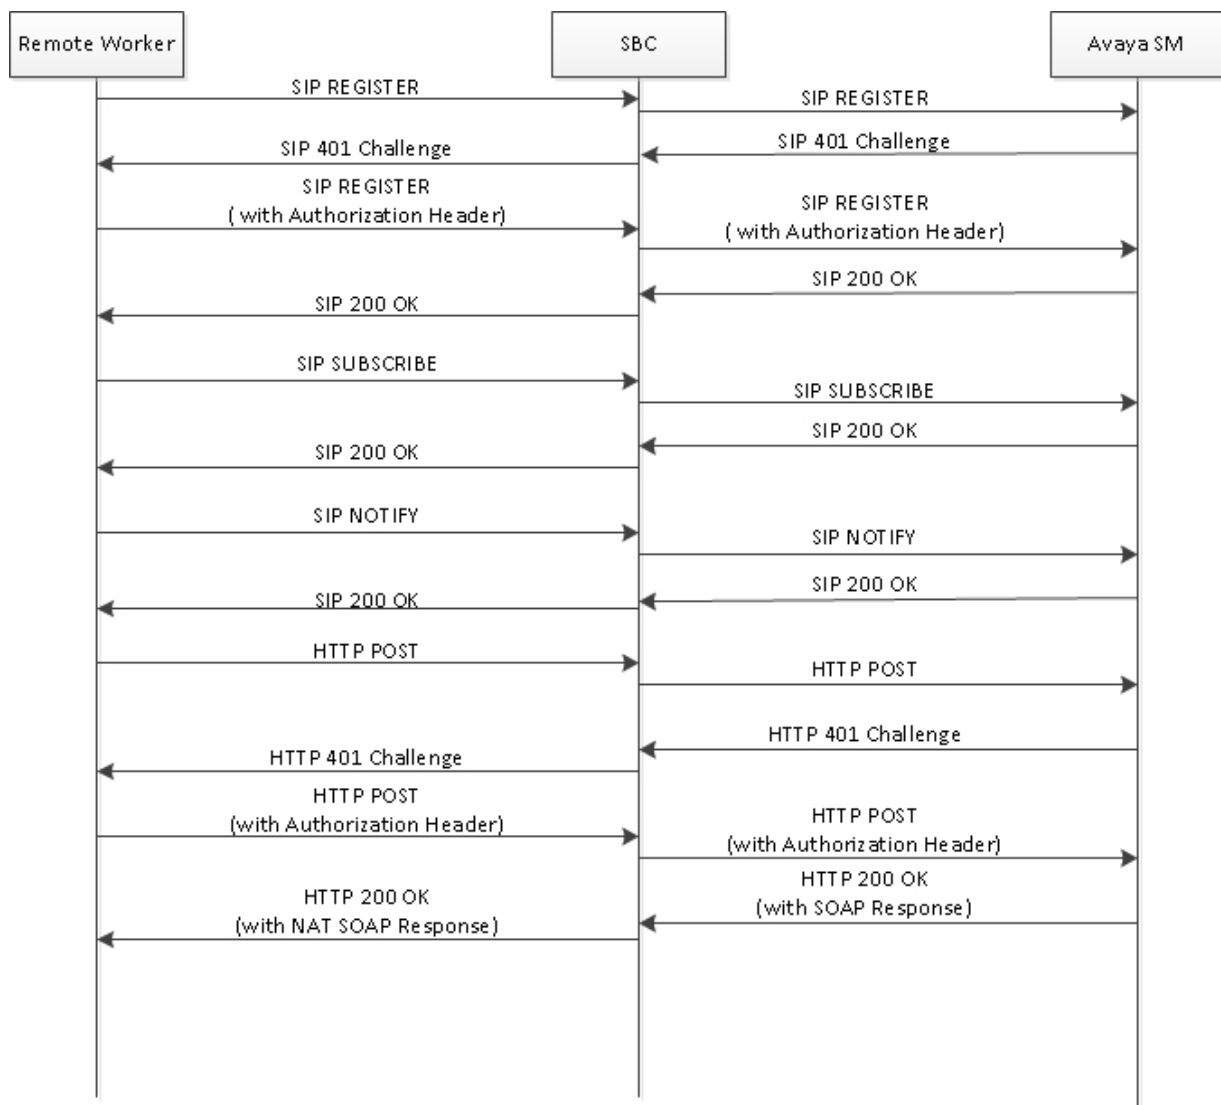 Remote Worker
SBC
Avaya SM
SIP REGISTER
SIP REGISTER
SIP 401 Challenge
SIP 401 Challenge
SIP REGISTER
( with Authorization Header)
SIP REGISTER
( with Authorization Header)
SIP 200 OK
SIP 200 OK
SIP SUBSCRIBE
SIP SUBSCRIBE
SIP 200 OK
SIP 200 OK
SIP NOTIFY
SIP NOTIFY
SIP 200 OK
SIP 200 OK
HTTP POST
HTTP POST
HTTP 401 Challenge
HTTP 401 Challenge
HTTP POST
(with Authorization Header)
HTTP POST
(with Authorization Header)
HTTP 200 OK
(with SOAP Response)
HTTP 200 OK
(with NAT SOAP Response)